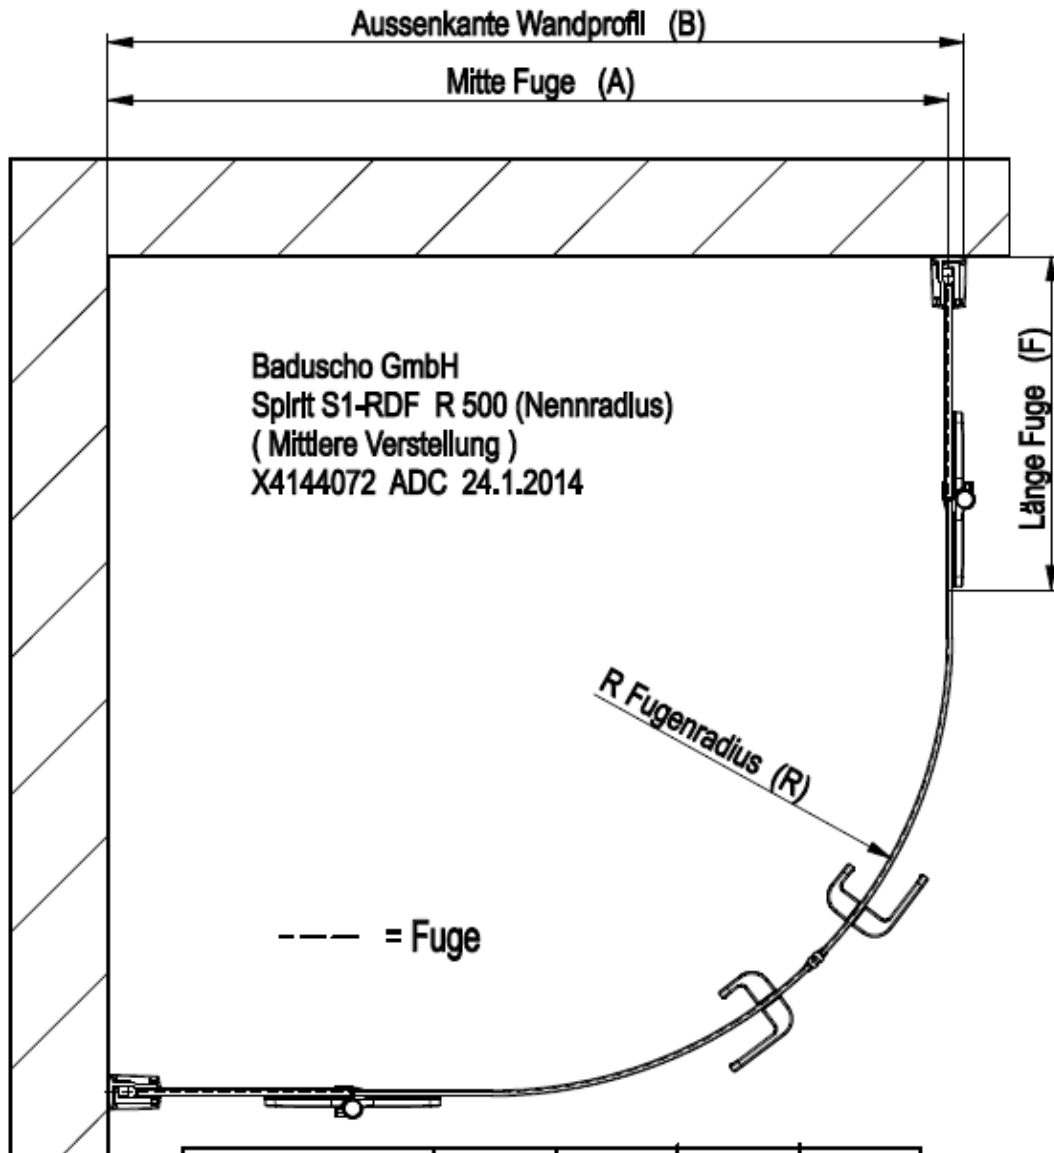 Aussenkante Wandprofil (B)
Mitte Fuge (A)
Baduscho GmbH
Spirit S1-RDF R 500 (Nennradius)
( Mittlere Verstellung )
X4144072 ADC 24.1.2014
Länge Fuge (F)
R Fugenradius (R)
= Fuge